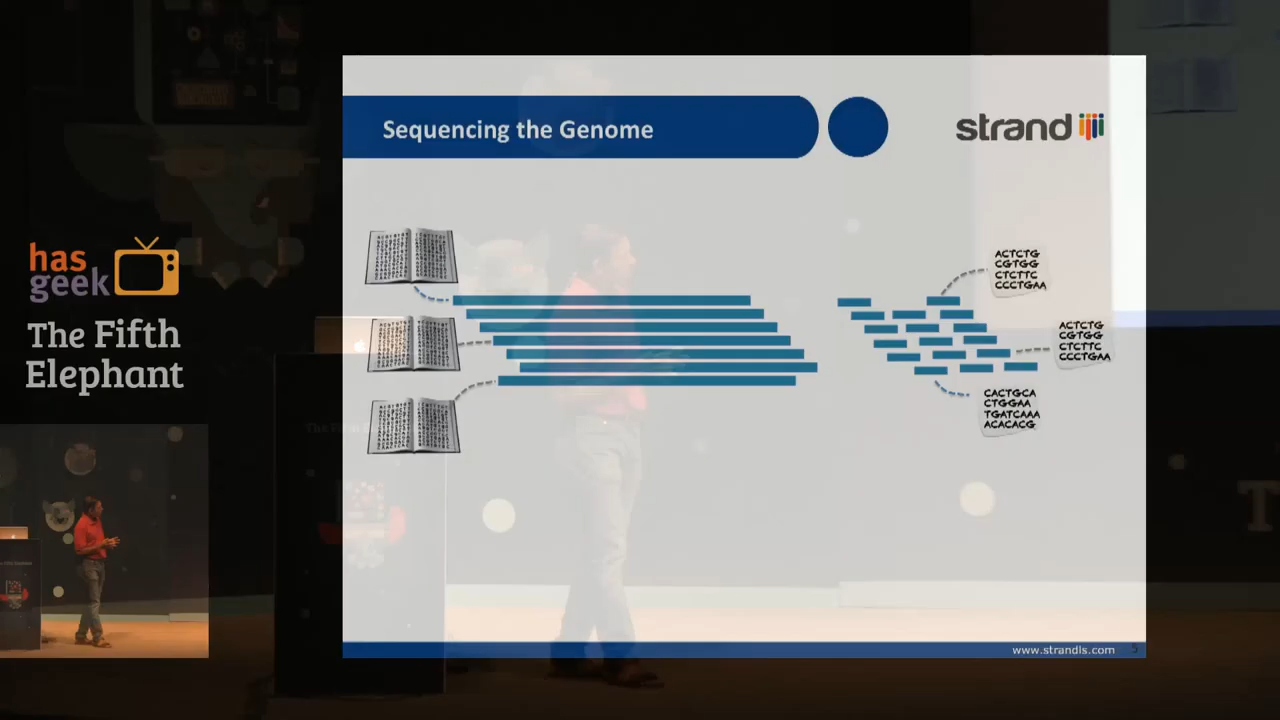 has
geek
The Fifth
Elephant
Sequencing the Genome
strand
ACTCTG
CGTGG
CTCTTC
CCCTGAA
ACTCTG
CGTGG
CTCTTC
CCCTGAA
CACTGCA
CTGGAA
TGATCAAA
ACACACG
www.strandls.com 5